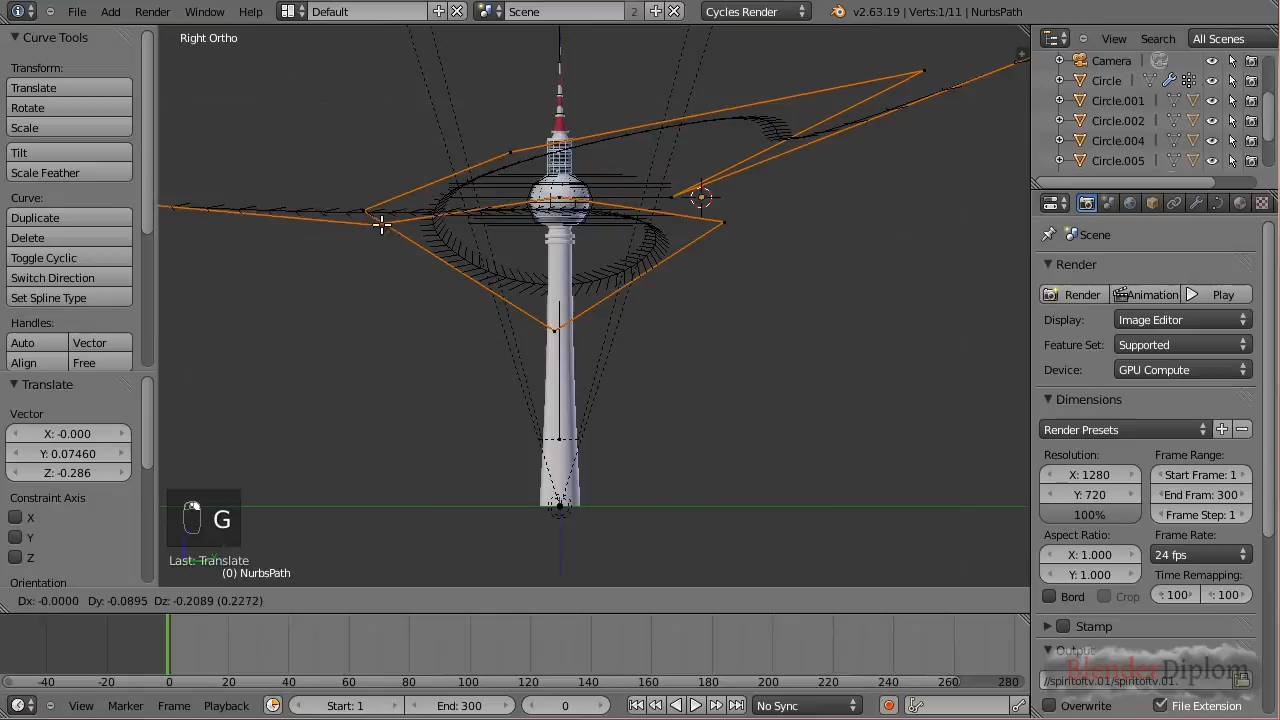 File Add Render Window Help Default Scene 2 Cycles Render v2.63.19 | Verts:1/11 | NurbsPath
Curve Tools
Transform:
Translate
Rotate
Scale
Tilt
Scale Feather
Curve:
Duplicate
Delete
Toggle Cyclic
Switch Direction
Set Spline Type
Handles:
Auto Vector
Align Free
Translate
Vector
X: -0.000
Y: 0.07460
Z: -0.286
Constraint Axis
X
Y
Z
Orientation
Right Ortho
G
Last: Translate
(0) NurbsPath
Dx: -0.0000 Dy: -0.0895 Dz: -0.2089 (0.2272)
-40 -20 0 20 40 60 80 100 120 140 160 180 200 220 240 260 280
View Marker Frame Playback Start: 1 End: 300 0 No Sync
View Search All Scenes
Camera
Circle
Circle.001
Circle.002
Circle.004
Circle.005
Scene
Render
Render Animation Play
Display: Image Editor
Feature Set: Supported
Device: GPU Compute
Dimensions
Render Presets
Resolution: Frame Range:
X: 1280 Start Frame: 1
Y: 720 End Fram: 300
100% Frame Step: 1
Aspect Ratio: Frame Rate:
X: 1.000 24 fps
Y: 1.000 Time Remapping:
Bord Crop 100 100
Stamp
Output
BlenderDiplom
//spiritoftv.01/spiritoftv.01.
Overwrite File Extension